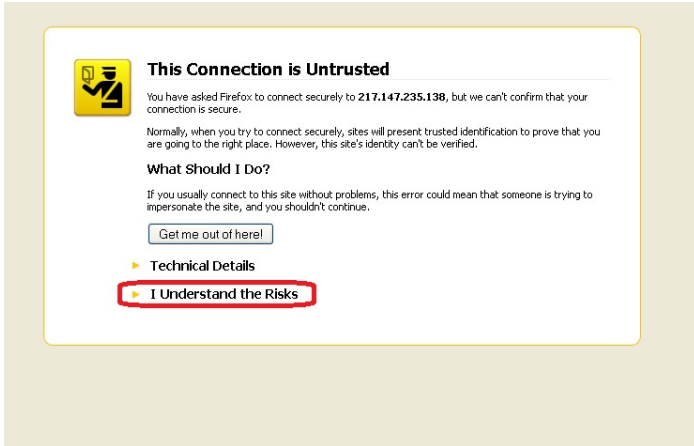 This Connection is Untrusted
You have asked Firefox to connect securely to 217.147.235.138, but we can't confirm that your
connection is secure.
Normally, when you try to connect securely, sites will present trusted identification to prove that you
are going to the right place. However, this site's identity can't be verified.
What Should I Do?
If you usually connect to this site without problems, this error could mean that someone is trying to
impersonate the site, and you shouldn't continue.
Get me out of here!
Technical Details
I Understand the Risks